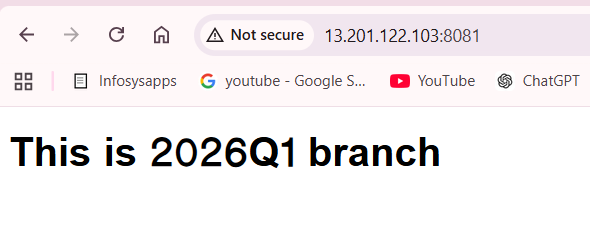 Not secure 13.201.122.103:8081
Infosysapps youtube - Google S... YouTube ChatGPT
This is 2026Q1 branch